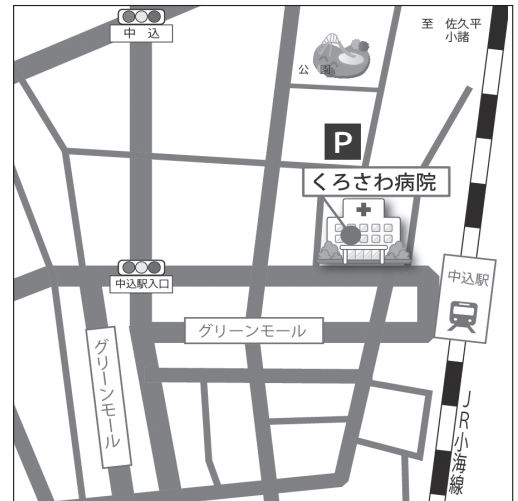 中込
至 佐久平
小諸
公園
P
くろさわ病院
中込駅入口
中込駅
グリーンモール
グリーンモール
JR小海線